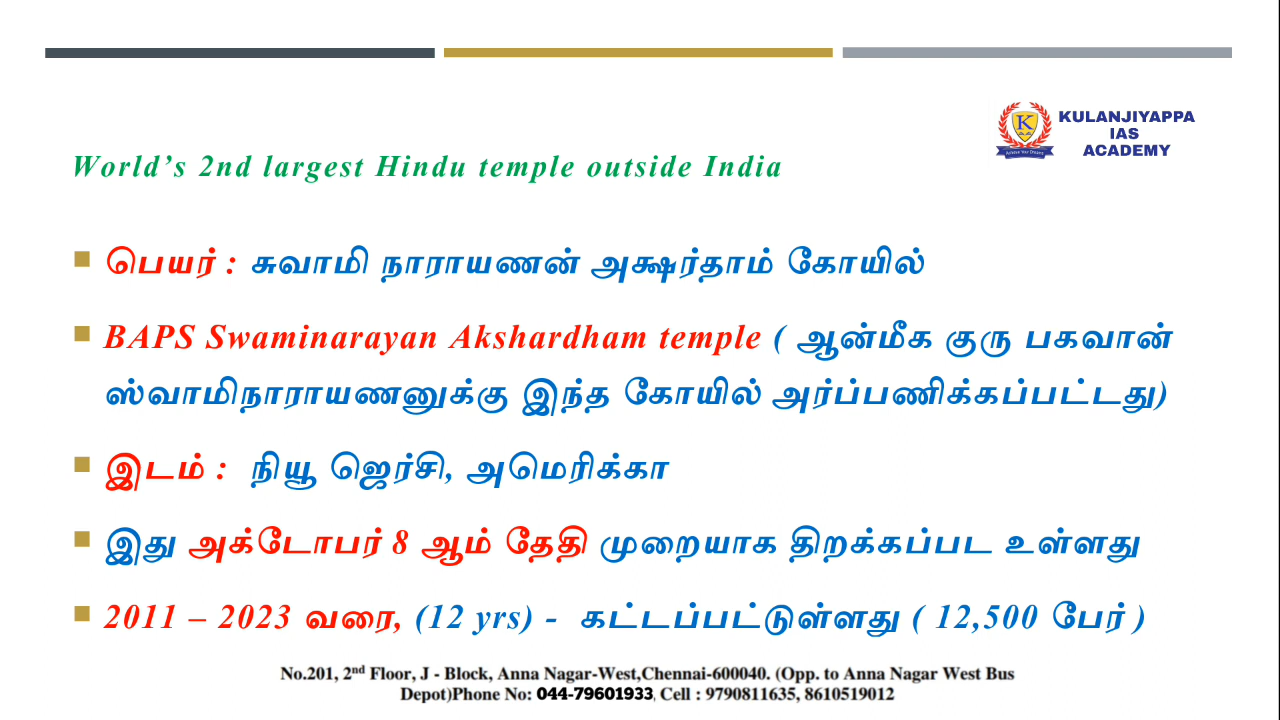 KULANJIYAPPA
IAS
ACADEMY
World’s 2nd largest Hindu temple outside India
பெயர் : சுவாமி நாராயணன் அக்ஷர்தாம் கோயில்
BAPS Swaminarayan Akshardham temple ( ஆன்மீக குரு பகவான்
ஸ்வாமிநாராயணனுக்கு இந்த கோயில் அர்ப்பணிக்கப்பட்டது)
இடம் : நியூ ஜெர்சி, அமெரிக்கா
இது அக்டோபர் 8 ஆம் தேதி முறையாக திறக்கப்பட உள்ளது
2011 – 2023 வரை, (12 yrs) - கட்டப்பட்டுள்ளது ( 12,500 பேர் )
No.201, 2nd Floor, J - Block, Anna Nagar-West,Chennai-600040. (Opp. to Anna Nagar West Bus
Depot)Phone No: 044-79601933, Cell : 9790811635, 8610519012